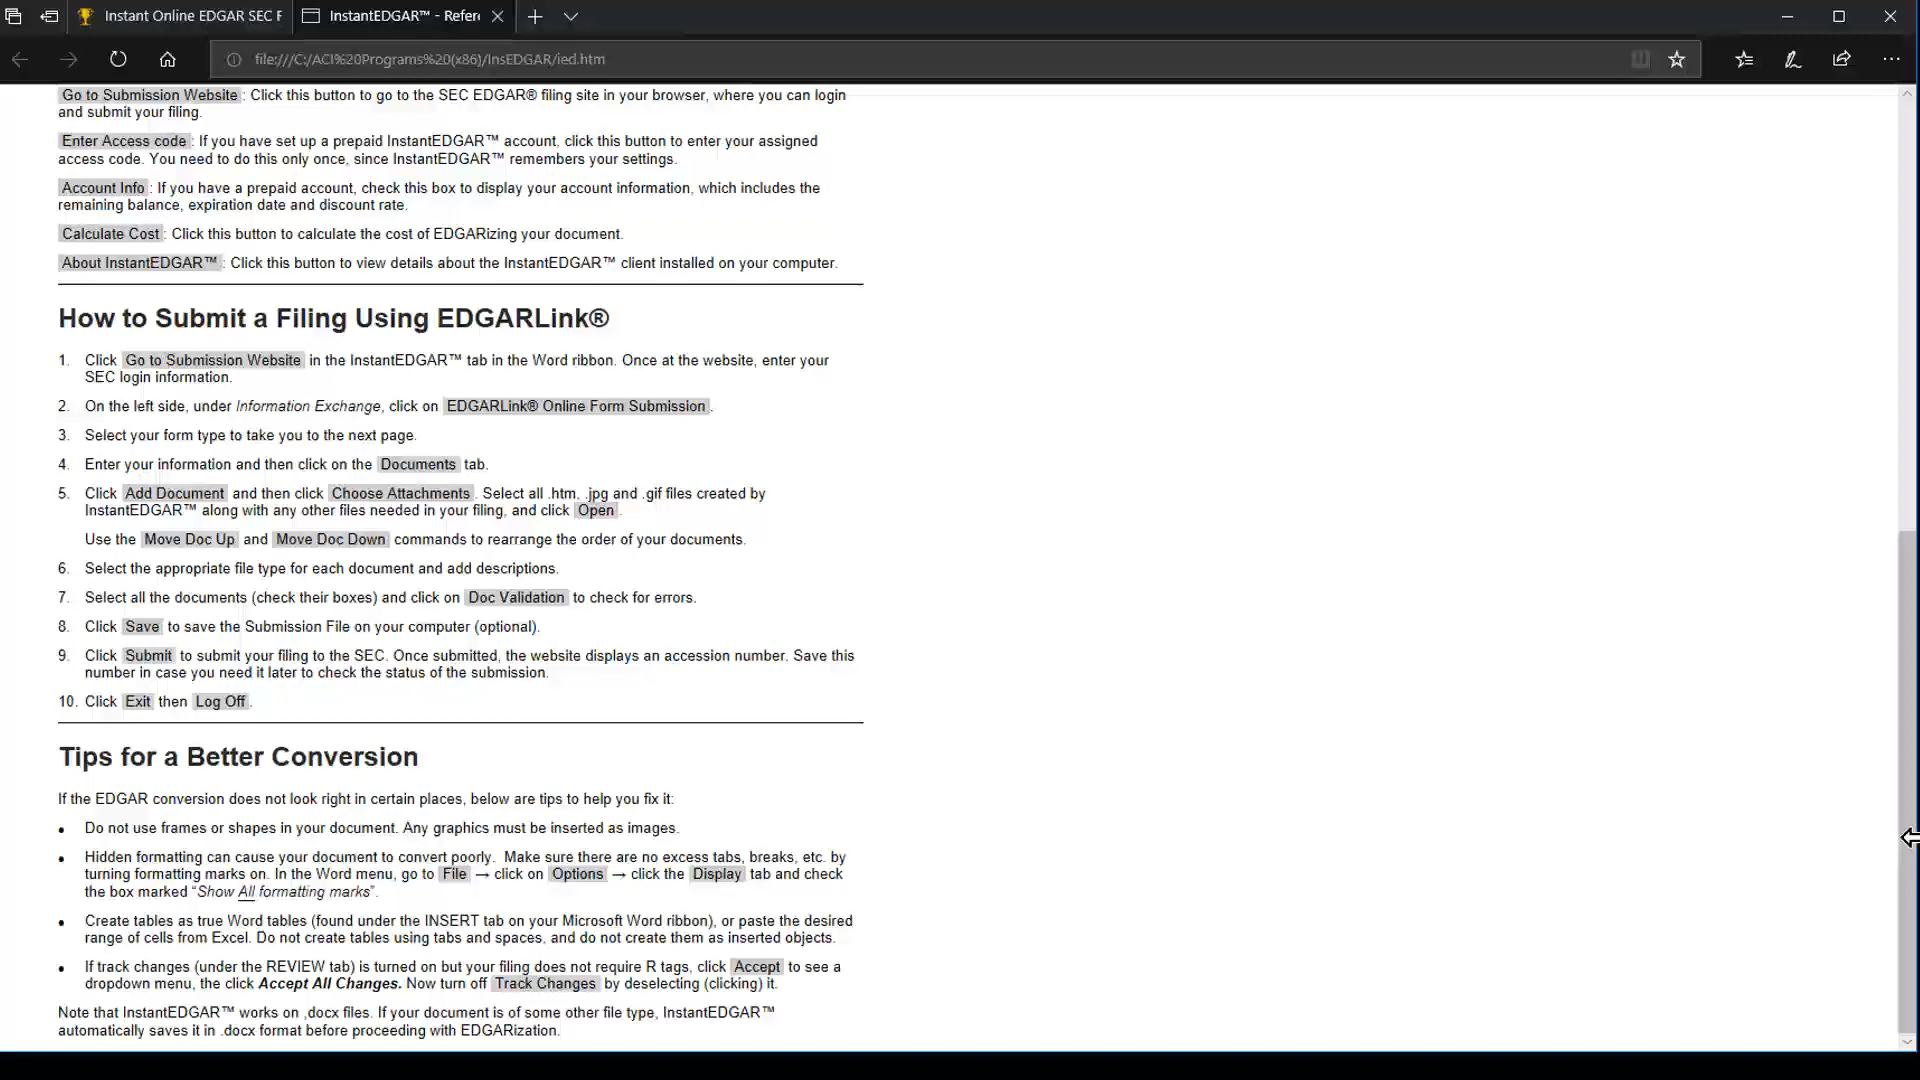 Instant Online EDGAR SEC F
InstantEDGAR™ - Refer
file:///C:/ACI%20Programs%20(x86)/InsEDGAR/ied.htm
Go to Submission Website : Click this button to go to the SEC EDGAR® filing site in your browser, where you can login
and submit your filing.
Enter Access code : If you have set up a prepaid InstantEDGAR™ account, click this button to enter your assigned
access code. You need to do this only once, since InstantEDGAR™ remembers your settings.
Account Info : If you have a prepaid account, check this box to display your account information, which includes the
remaining balance, expiration date and discount rate.
Calculate Cost : Click this button to calculate the cost of EDGARizing your document.
About InstantEDGAR™ : Click this button to view details about the InstantEDGAR™ client installed on your computer.
How to Submit a Filing Using EDGARLink®
1. Click Go to Submission Website in the InstantEDGAR™ tab in the Word ribbon. Once at the website, enter your
SEC login information.
2. On the left side, under Information Exchange, click on EDGARLink® Online Form Submission .
3. Select your form type to take you to the next page.
4. Enter your information and then click on the Documents tab.
5. Click Add Document and then click Choose Attachments . Select all .htm, .jpg and .gif files created by
InstantEDGAR™ along with any other files needed in your filing, and click Open .
Use the Move Doc Up and Move Doc Down commands to rearrange the order of your documents.
6. Select the appropriate file type for each document and add descriptions.
7. Select all the documents (check their boxes) and click on Doc Validation to check for errors.
8. Click Save to save the Submission File on your computer (optional).
9. Click Submit to submit your filing to the SEC. Once submitted, the website displays an accession number. Save this
number in case you need it later to check the status of the submission.
10. Click Exit then Log Off .
Tips for a Better Conversion
If the EDGAR conversion does not look right in certain places, below are tips to help you fix it:
• Do not use frames or shapes in your document. Any graphics must be inserted as images.
• Hidden formatting can cause your document to convert poorly. Make sure there are no excess tabs, breaks, etc. by
turning formatting marks on. In the Word menu, go to File → click on Options → click the Display tab and check
the box marked “Show All formatting marks”.
• Create tables as true Word tables (found under the INSERT tab on your Microsoft Word ribbon), or paste the desired
range of cells from Excel. Do not create tables using tabs and spaces, and do not create them as inserted objects.
• If track changes (under the REVIEW tab) is turned on but your filing does not require R tags, click Accept to see a
dropdown menu, the click Accept All Changes. Now turn off Track Changes by deselecting (clicking) it.
Note that InstantEDGAR™ works on ,docx files. If your document is of some other file type, InstantEDGAR™
automatically saves it in .docx format before proceeding with EDGARization.